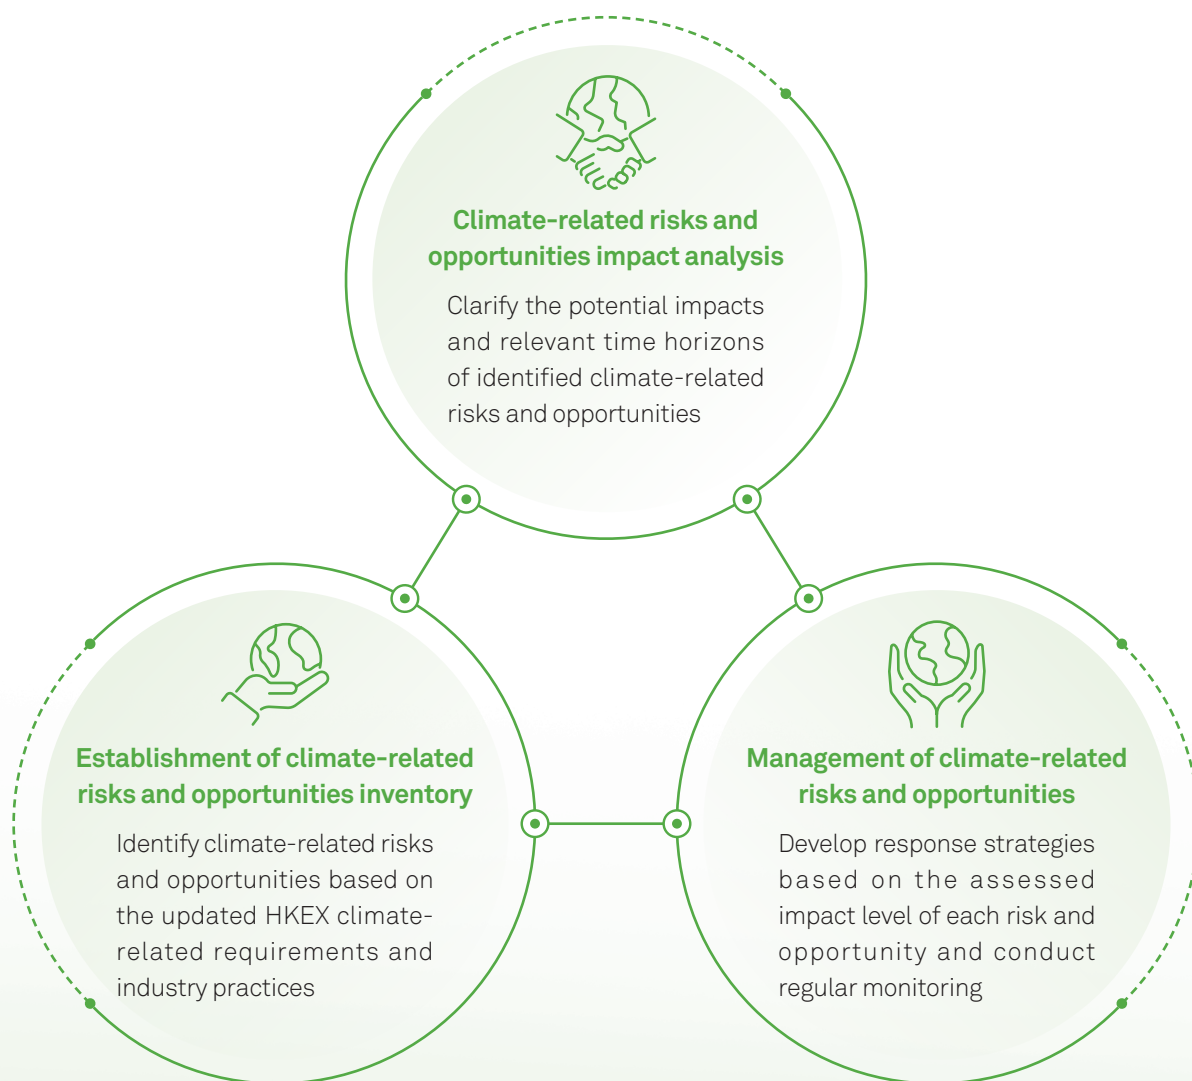 Climate-related risks and
opportunities impact analysis
Clarify the potential impacts
and relevant time horizons
of identified climate-related
risks and opportunities
Establishment of climate-related
risks and opportunities inventory
Identify climate-related risks
and opportunities based on
the updated HKEX climate-
related requirements and
industry practices
Management of climate-related
risks and opportunities
Develop response strategies
based on the assessed
impact level of each risk and
opportunity and conduct
regular monitoring